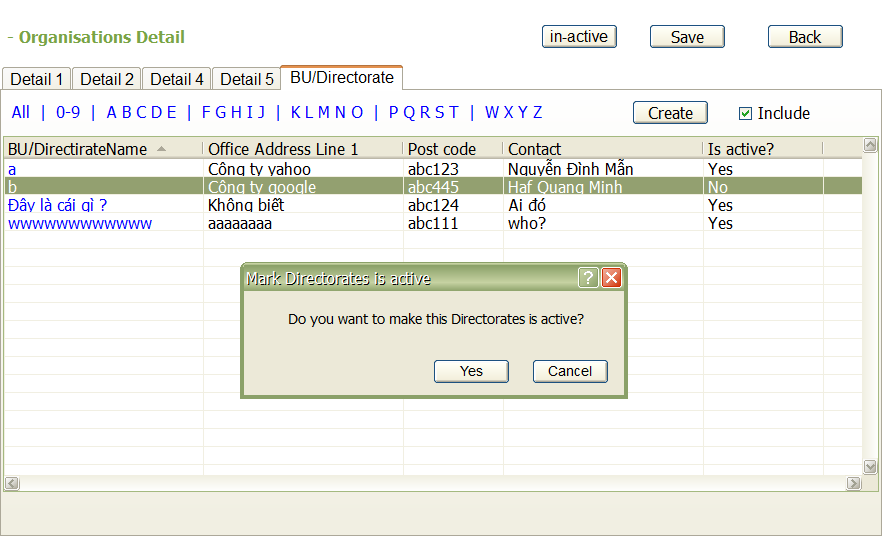 - Organisations Detail
in-active Save Back
Detail 1 Detail 2 Detail 4 Detail 5 BU/Directorate
All | 0-9 | A B C D E | F G H I J | K L M N O | P Q R S T | W X Y Z Create Include
BU/DirectirateName Office Address Line 1 Post code Contact Is active?
a Công ty yahoo abc123 Nguyễn Đình Mẫn Yes
b Công ty google abc445 Haf Quang Minh No
Đây là cái gì ? Không biết abc124 Ai đó Yes
wwwwwwwwwwww aaaaaaaa abc111 who? Yes
Mark Directorates is active ?
Do you want to make this Directorates is active?
Yes Cancel